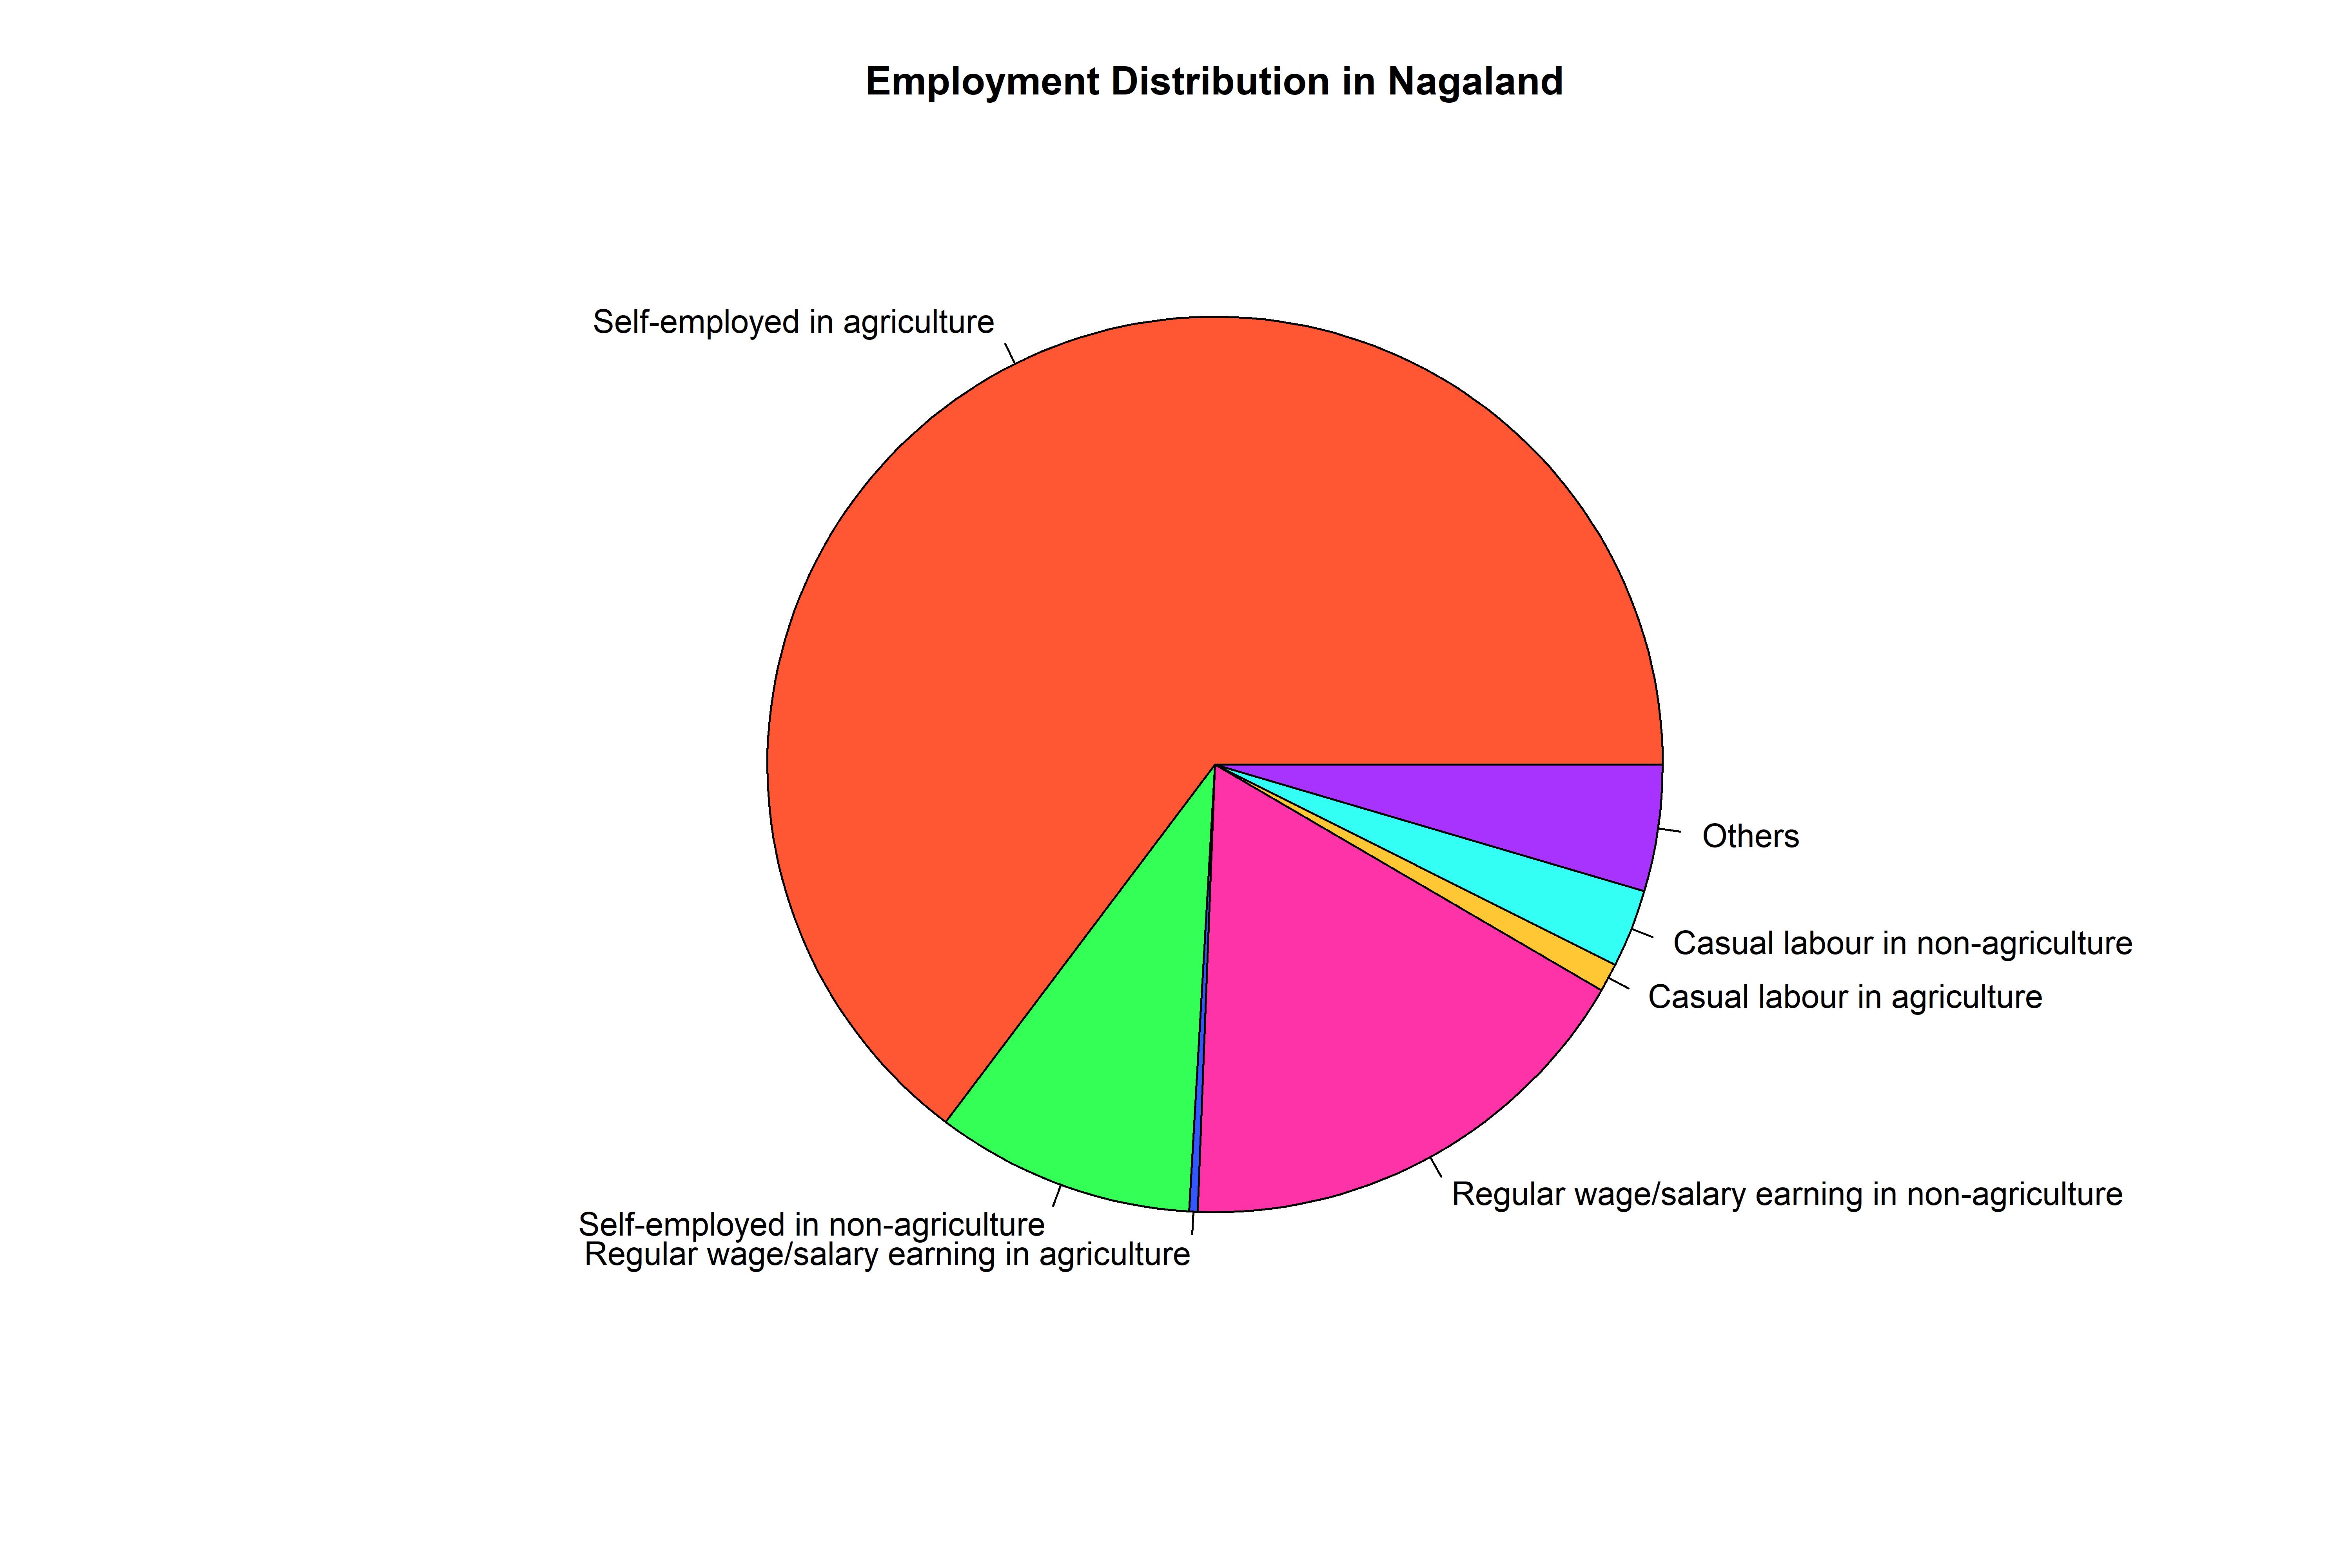 Employment Distribution in Nagaland
Self-employed in agriculture
Others
Casual labour in non-agriculture
Casual labour in agriculture
Regular wage/salary earning in non-agriculture
Self-employed in non-agriculture
Regular wage/salary earning in agriculture